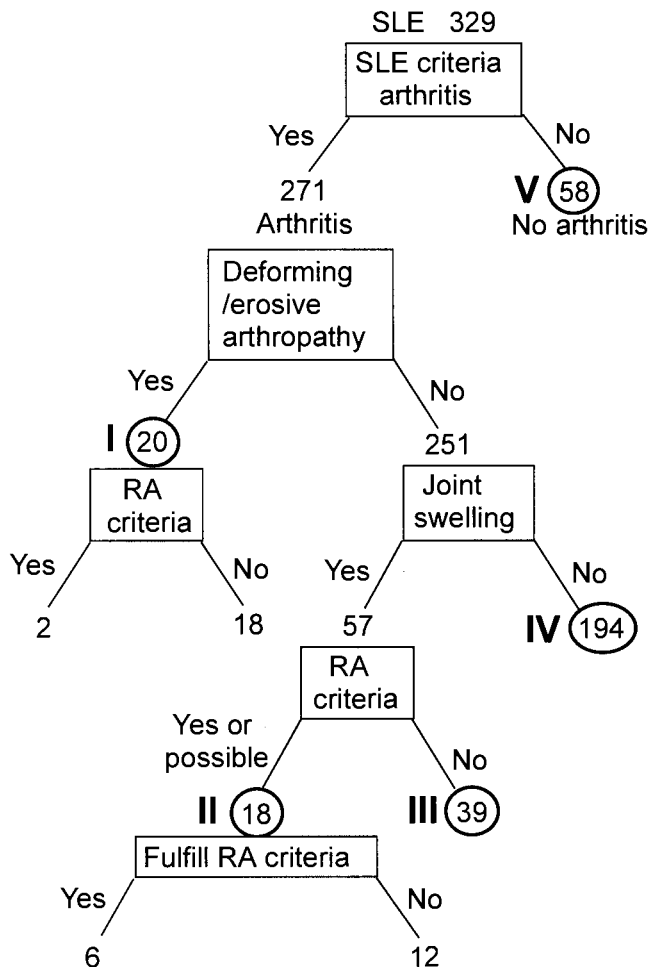 SLE 329
SLE criteria
arthritis
Yes
No
271
Arthritis
V 58
No arthritis
Deforming
/erosive
arthropathy
Yes
No
I 20
251
RA
criteria
Joint
swelling
Yes
No
Yes
No
2
18
57
IV 194
RA
criteria
Yes or
possible
No
II 18
III 39
Fulfill RA criteria
Yes
No
6
12